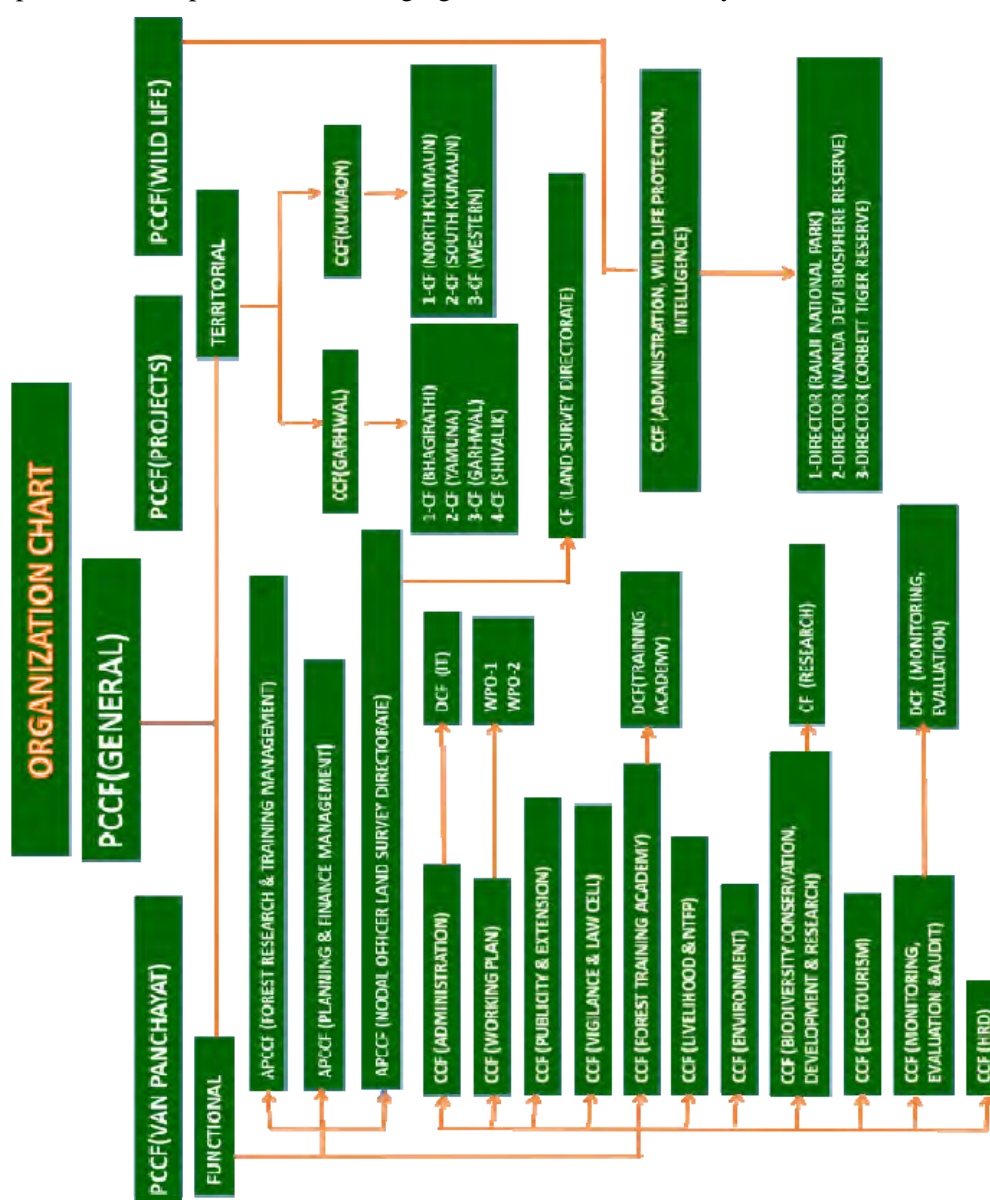 ORGANIZATION CHART
PCCF(GENERAL)
PCCF(VAN PANCHAYAT)
PCCF(PROJECTS)
PCCF(WILD LIFE)
FUNCTIONAL
TERRITORIAL
APCCF (FOREST RESEARCH & TRAINING MANAGEMENT)
APCCF (PLANNING & FINANCE MANAGEMENT)
APCCF (NODAL OFFICER LAND SURVEY DIRECTORATE)
CF (LAND SURVEY DIRECTORATE)
CCF(GARHWAL)
CCF(KUMAON)
1-CF (BHAGIRATHI)
2-CF (YAMUNA)
3-CF (GARHWAL)
4-CF (SHIVALIK)
1-CF (NORTH KUMAUN)
2-CF (SOUTH KUMAUN)
3-CF (WESTERN)
CCF (ADMINISTRATION)
DCF (IT)
CCF (WORKING PLAN)
WPO-1
WPO-2
CCF (PUBLICITY & EXTENSION)
CCF (VIGILANCE & LAW CELL)
CCF (FOREST TRAINING ACADEMY)
DCF(TRAINING
ACADEMY)
CCF (LIVELIHOOD & NTFP)
CCF (ENVIRONMENT)
CCF (BIODIVERSITY CONSERVATION,
DEVELOPMENT & RESEARCH)
CF (RESEARCH)
CCF (ECO-TOURISM)
CCF (MONITORING,
EVALUATION &AUDIT)
DCF (MONITORING,
EVALUATION)
CCF (HRD)
CCF (ADMINISTRATION, WILD LIFE PROTECTION,
INTELLIGENCE)
1-DIRECTOR (RAJAJI NATIONAL PARK)
2-DIRECTOR (NANDA DEVI BIOSPHERE RESERVE)
3-DIRECTOR (CORBETT TIGER RESERVE)